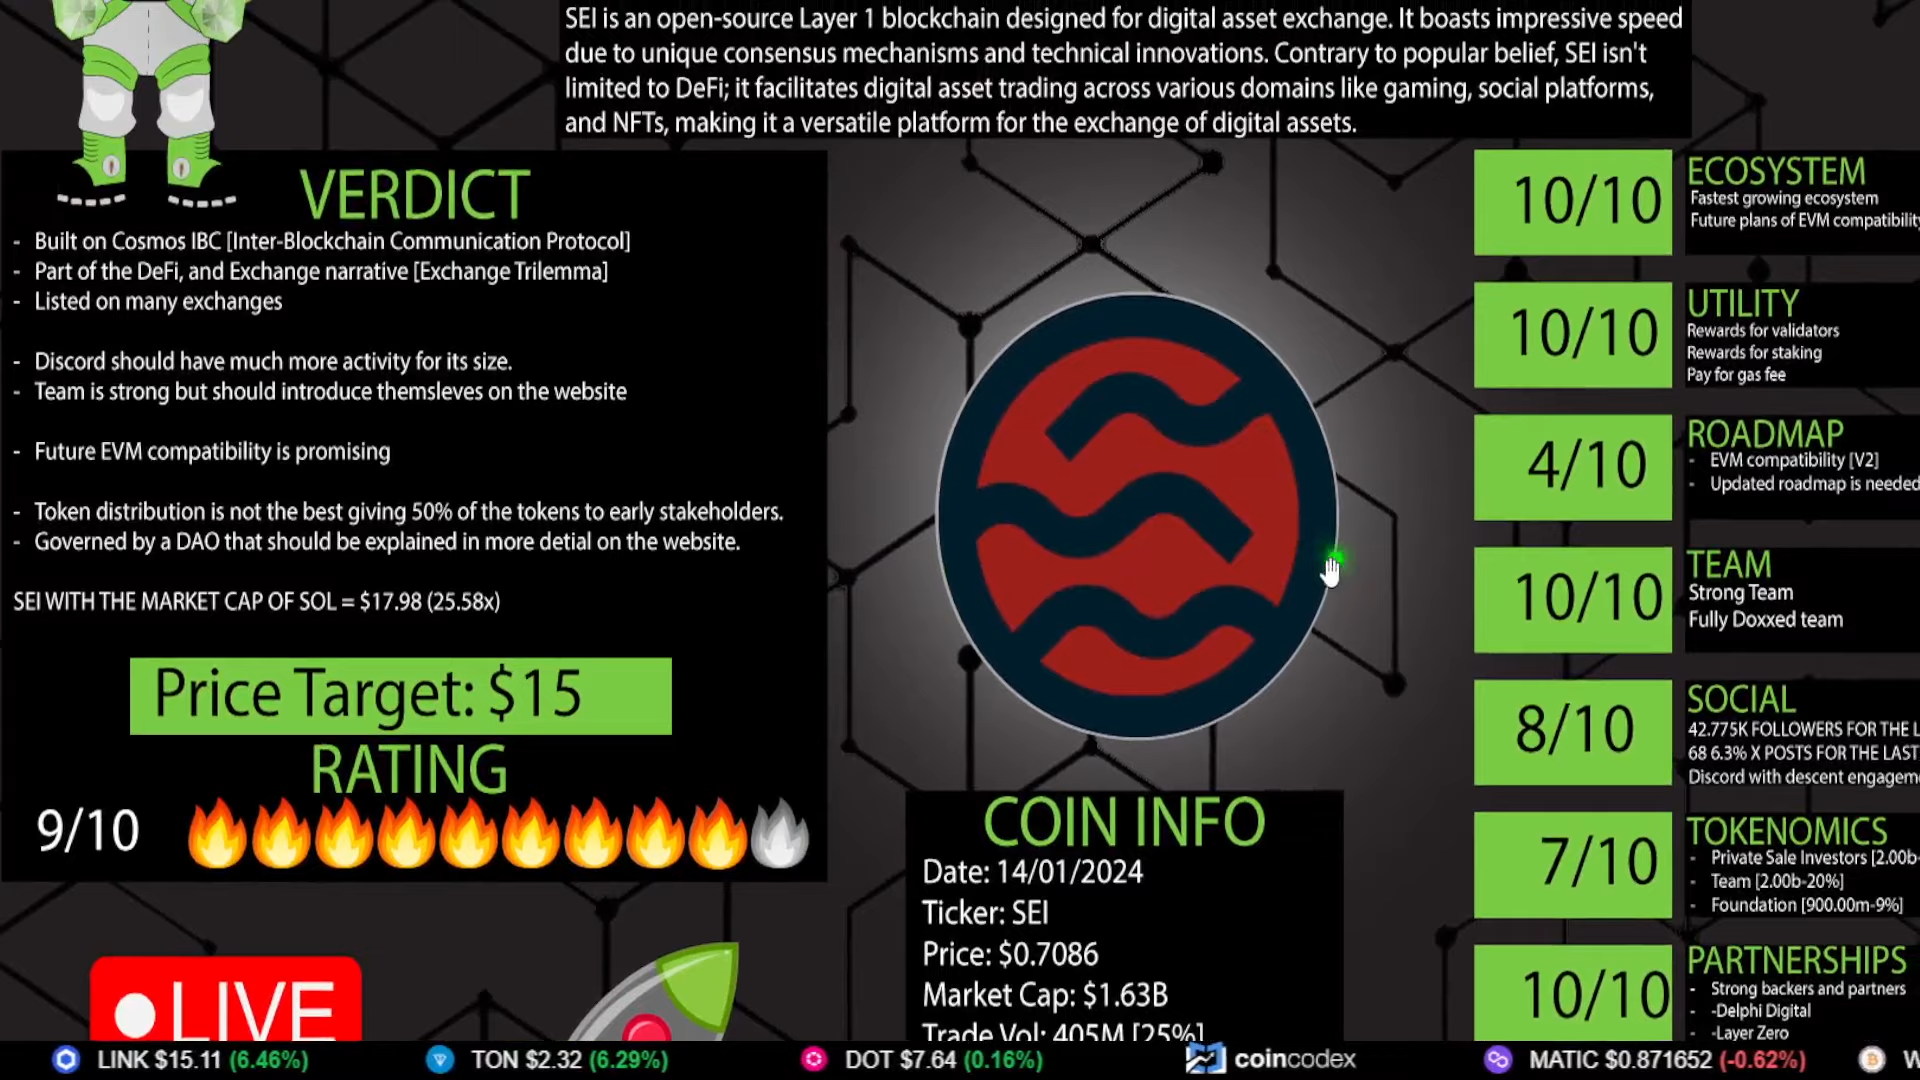 SEI is an open-source Layer 1 blockchain designed for digital asset exchange. It boasts impressive speed
due to unique consensus mechanisms and technical innovations. Contrary to popular belief, SEI isn't
limited to DeFi; it facilitates digital asset trading across various domains like gaming, social platforms,
and NFTs, making it a versatile platform for the exchange of digital assets.
VERDICT
- Built on Cosmos IBC [Inter-Blockchain Communication Protocol]
- Part of the DeFi, and Exchange narrative [Exchange Trilemma]
- Listed on many exchanges
- Discord should have much more activity for its size.
- Team is strong but should introduce themsleves on the website
- Future EVM compatibility is promising
- Token distribution is not the best giving 50% of the tokens to early stakeholders.
- Governed by a DAO that should be explained in more detial on the website.
SEI WITH THE MARKET CAP OF SOL = $17.98 (25.58x)
Price Target: $15
RATING
9/10
LIVE
COIN INFO
Date: 14/01/2024
Ticker: SEI
Price: $0.7086
Market Cap: $1.63B
Trade Vol: 405M [25%]
10/10
ECOSYSTEM
Fastest growing ecosystem
Future plans of EVM compatibility
10/10
UTILITY
Rewards for validators
Rewards for staking
Pay for gas fee
4/10
ROADMAP
- EVM compatibility [V2]
- Updated roadmap is needed
10/10
TEAM
Strong Team
Fully Doxxed team
8/10
SOCIAL
42.775K FOLLOWERS FOR THE
68 6.3% X POSTS FOR THE LAST
Discord with descent
7/10
TOKENOMICS
- Private Sale Investors [2.00b-
- Team [2.00b-20%]
- Foundation [900.00m-9%]
10/10
PARTNERSHIPS
- Strong backers and partners
- -Delphi Digital
- -Layer Zero
LINK $15.11 (6.46%) TON $2.32 (6.29%) DOT $7.64 (0.16%) coincodex MATIC $0.871652 (-0.62%)